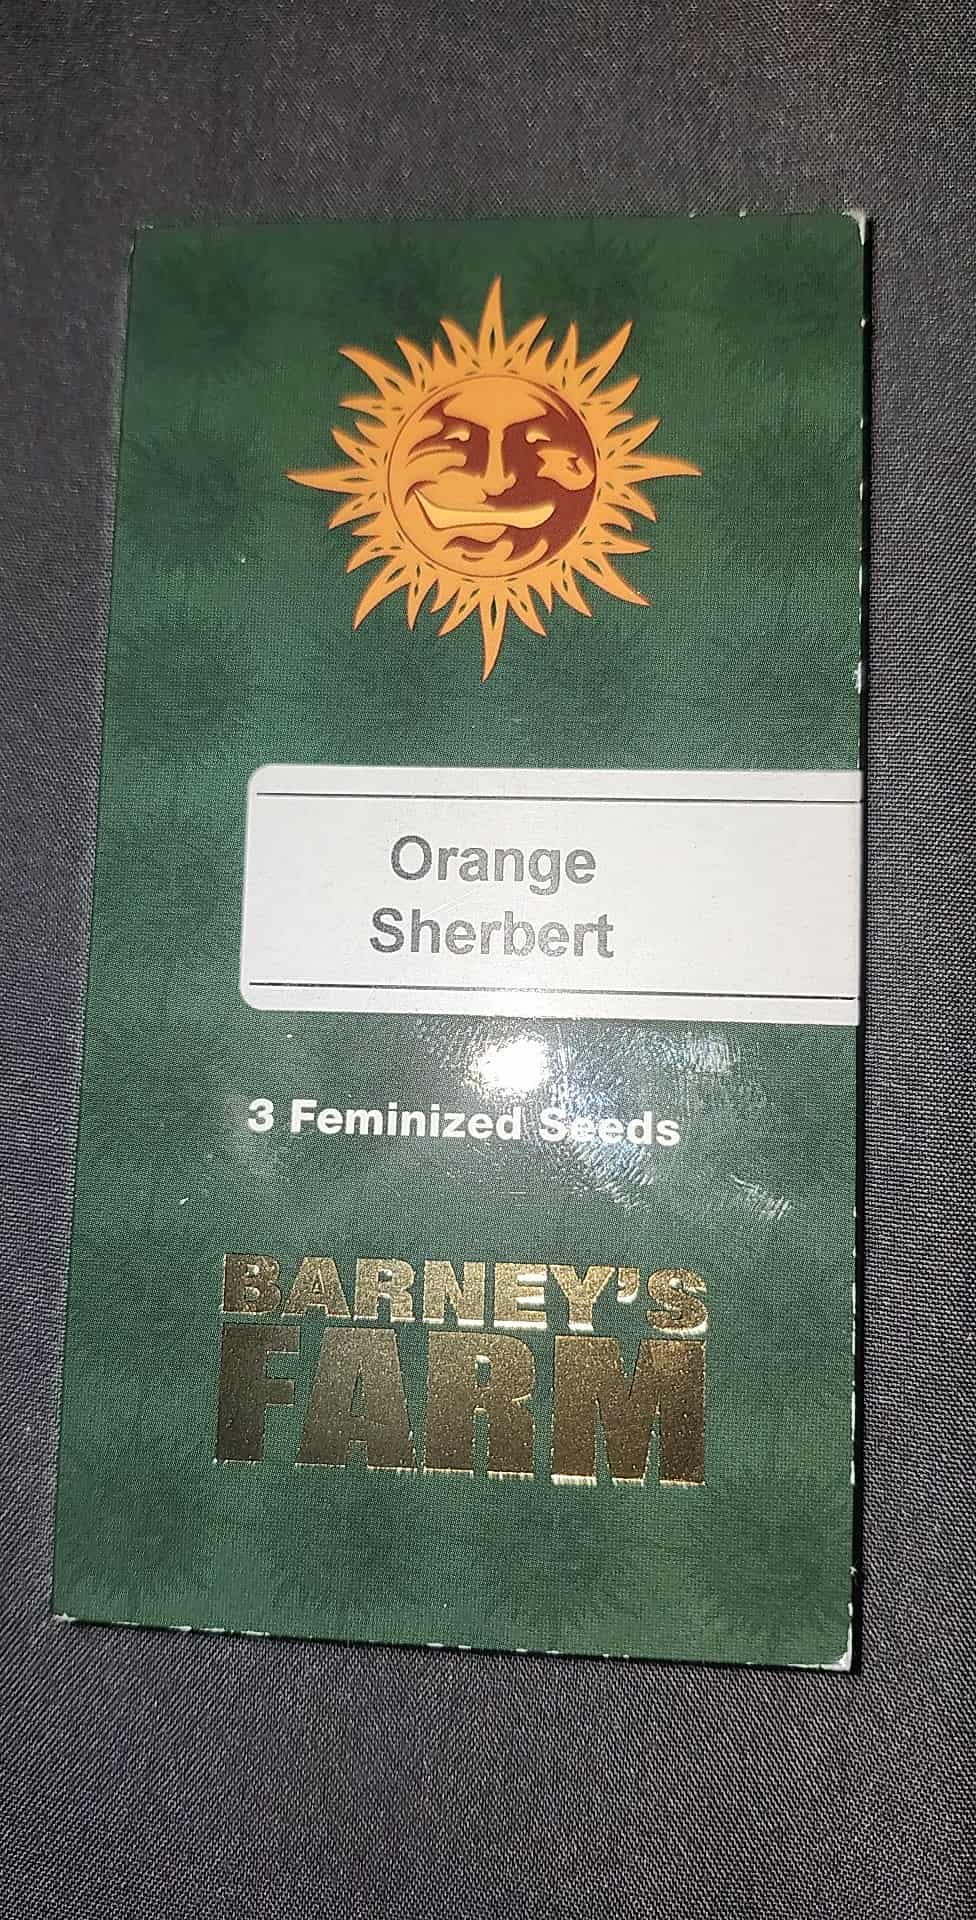 Orange
Sherbert
3 Feminized Seeds
BARNEY'S
FARM